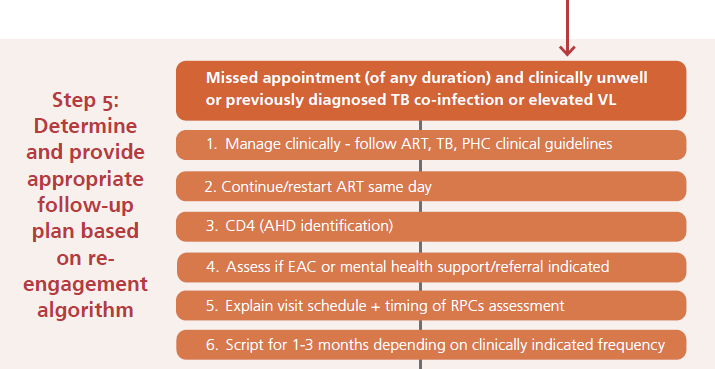 Step 5:
Determine
and provide
appropriate
follow-up
plan based
on re-
engagement
algorithm
Missed appointment (of any duration) and clinically unwell
or previously diagnosed TB co-infection or elevated VL
1. Manage clinically - follow ART, TB, PHC clinical guidelines
2. Continue/restart ART same day
3. CD4 (AHD identification)
4. Assess if EAC or mental health support/referral indicated
5. Explain visit schedule + timing of RPCs assessment
6. Script for 1-3 months depending on clinically indicated frequency